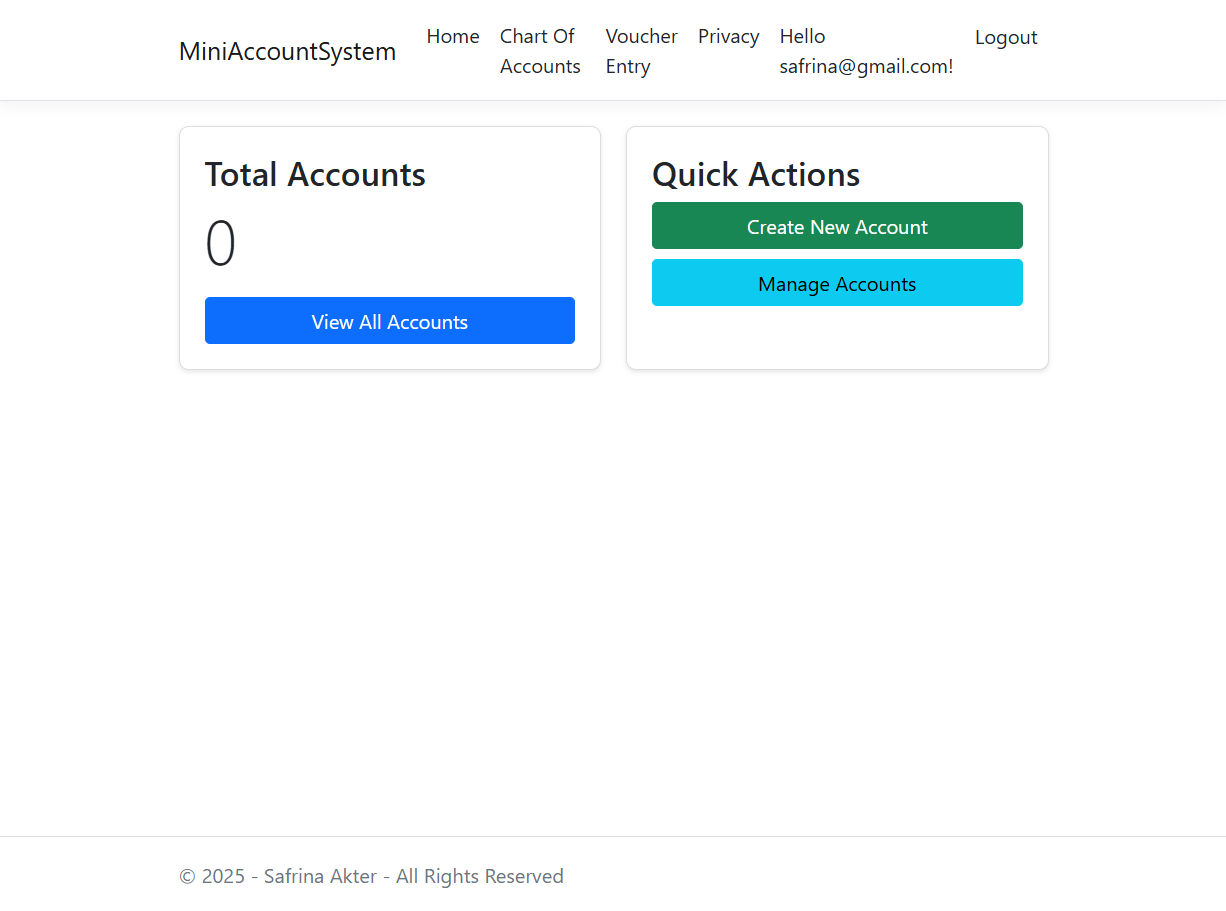 MiniAccountSystem
Home
Chart Of
Accounts
Voucher
Entry
Privacy
Hello
safrina@gmail.com!
Logout
Total Accounts
0
View All Accounts
Quick Actions
Create New Account
Manage Accounts
© 2025 - Safrina Akter - All Rights Reserved